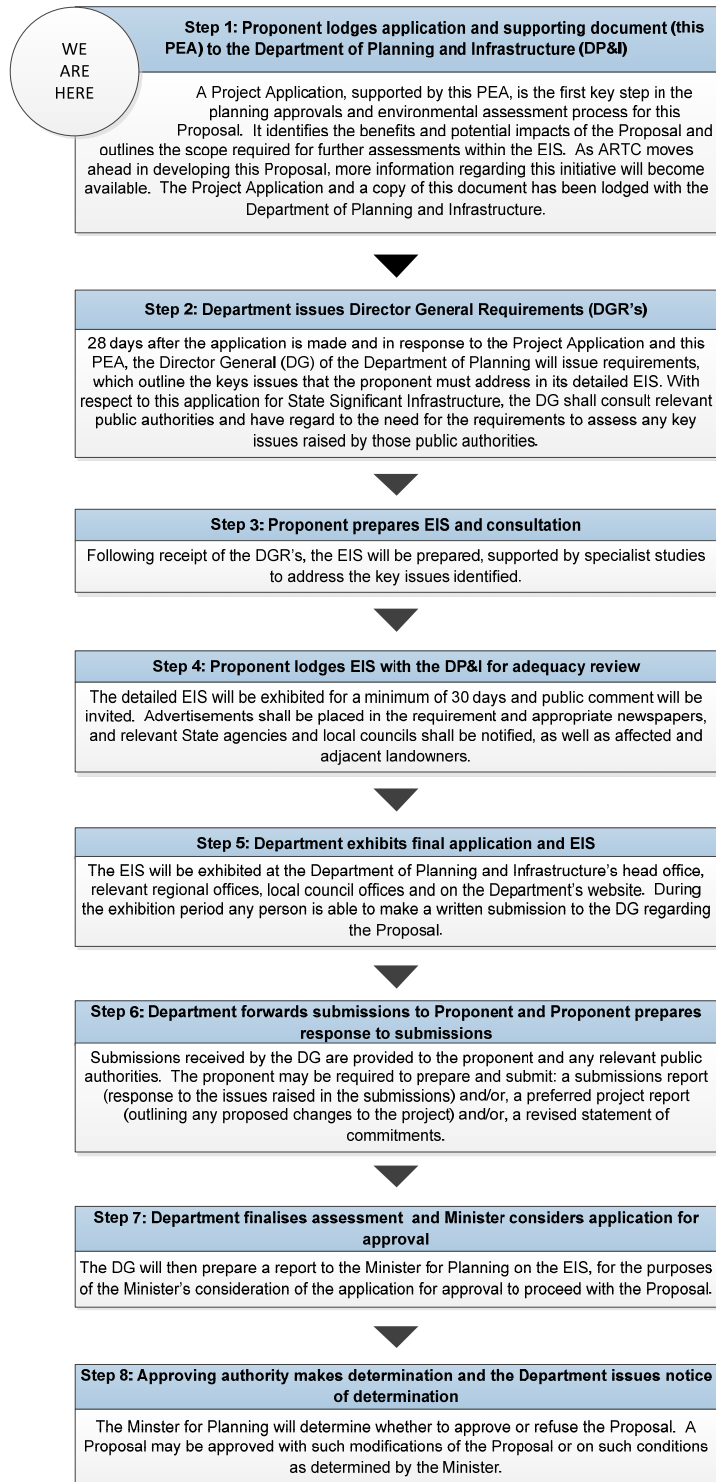 WE
ARE
HERE
Step 1: Proponent lodges application and supporting document (this
PEA) to the Department of Planning and Infrastructure (DP&I)
A Project Application, supported by this PEA, is the first key step in the
planning approvals and environmental assessment process for this
Proposal. It identifies the benefits and potential impacts of the Proposal and
outlines the scope required for further assessments within the EIS. As ARTC moves
ahead in developing this Proposal, more information regarding this initiative will become
available. The Project Application and a copy of this document has been lodged with the
Department of Planning and Infrastructure.
Step 2: Department issues Director General Requirements (DGR's)
28 days after the application is made and in response to the Project Application and this
PEA, the Director General (DG) of the Department of Planning will issue requirements,
which outline the keys issues that the proponent must address in its detailed EIS. With
respect to this application for State Significant Infrastructure, the DG shall consult relevant
public authorities and have regard to the need for the requirements to assess any key
issues raised by those public authorities.
Step 3: Proponent prepares EIS and consultation
Following receipt of the DGR's, the EIS will be prepared, supported by specialist studies
to address the key issues identified.
Step 4: Proponent lodges EIS with the DP&I for adequacy review
The detailed EIS will be exhibited for a minimum of 30 days and public comment will be
invited. Advertisements shall be placed in the requirement and appropriate newspapers,
and relevant State agencies and local councils shall be notified, as well as affected and
adjacent landowners.
Step 5: Department exhibits final application and EIS
The EIS will be exhibited at the Department of Planning and Infrastructure's head office,
relevant regional offices, local council offices and on the Department's website. During
the exhibition period any person is able to make a written submission to the DG regarding
the Proposal.
Step 6: Department forwards submissions to Proponent and Proponent prepares
response to submissions
Submissions received by the DG are provided to the proponent and any relevant public
authorities. The proponent may be required to prepare and submit: a submissions report
(response to the issues raised in the submissions) and/or, a preferred project report
(outlining any proposed changes to the project) and/or, a revised statement of
commitments.
Step 7: Department finalises assessment and Minister considers application for
approval
The DG will then prepare a report to the Minister for Planning on the EIS, for the purposes
of the Minister's consideration of the application for approval to proceed with the Proposal.
Step 8: Approving authority makes determination and the Department issues notice
of determination
The Minster for Planning will determine whether to approve or refuse the Proposal. A
Proposal may be approved with such modifications of the Proposal or on such conditions
as determined by the Minister.